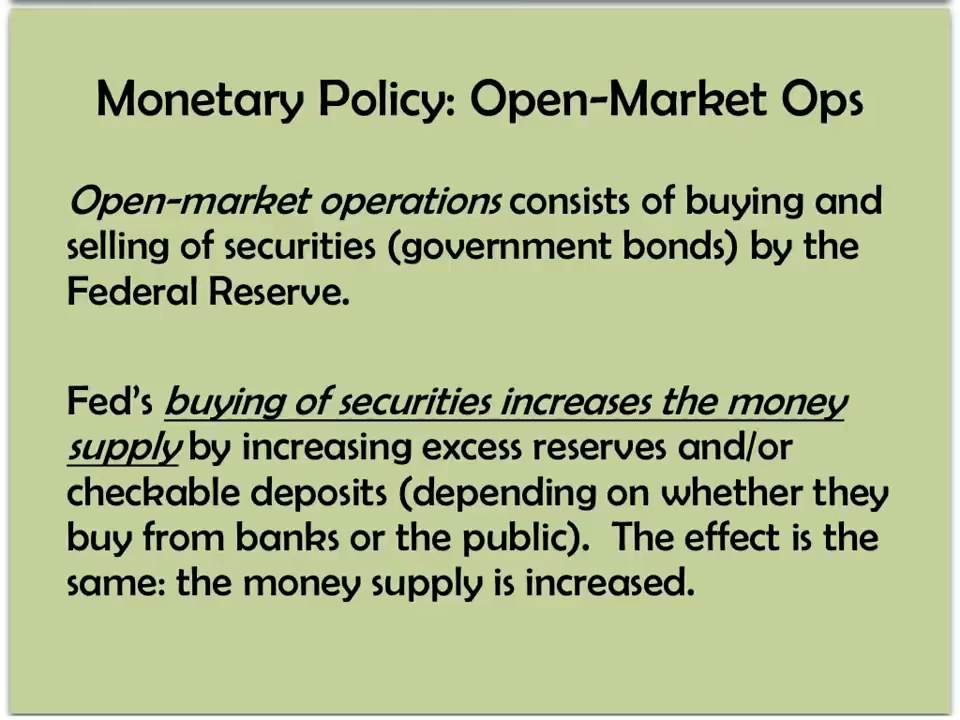 Monetary Policy: Open-Market Ops
Open-market operations consists of buying and
selling of securities (government bonds) by the
Federal Reserve.
Fed's buying of securities increases the money
supply by increasing excess reserves and/or
checkable deposits (depending on whether they
buy from banks or the public).  The effect is the
same: the money supply is increased.